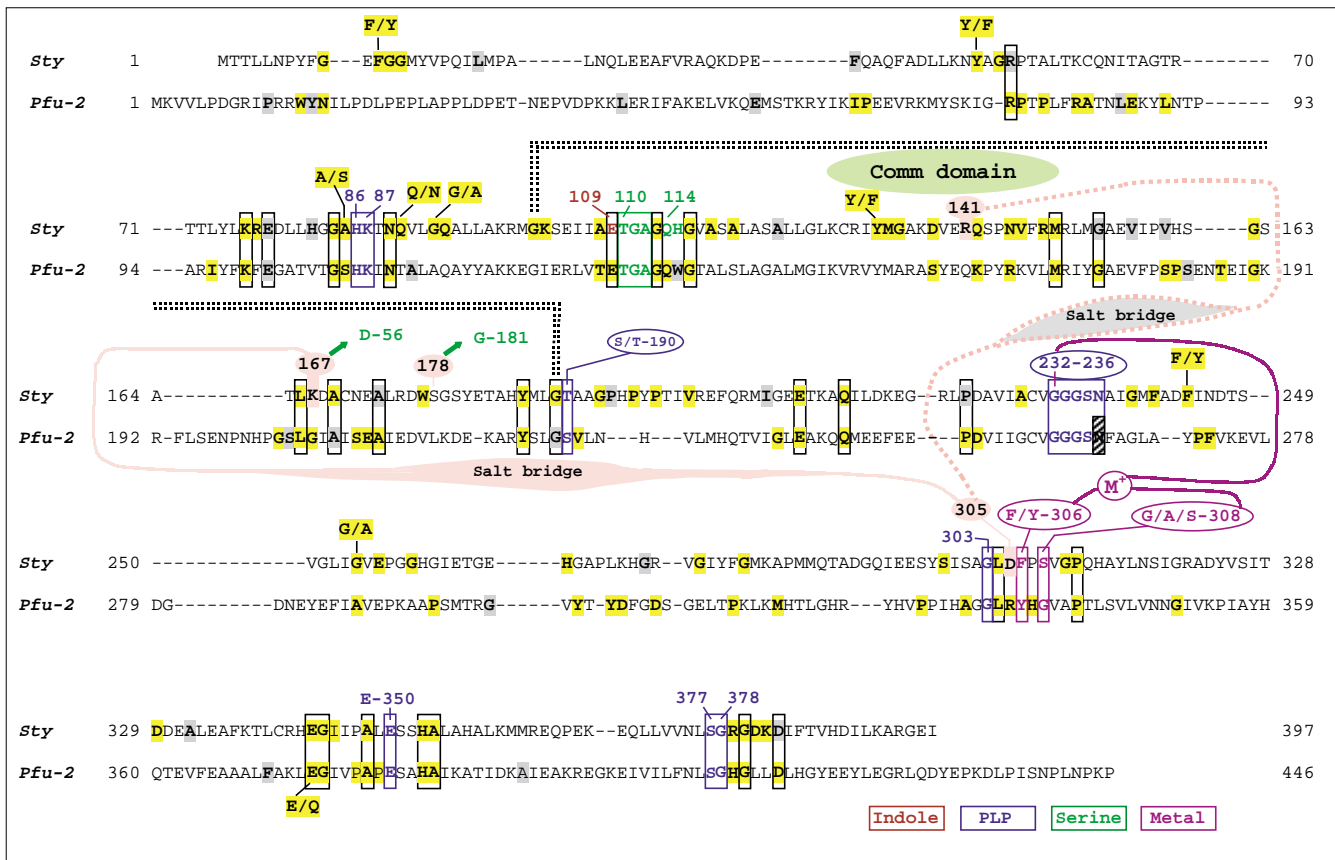 F/Y Y/F
Sty 1 MTTLLNPYFG---EFGGMYVPQILMPA-------LNQLEEAFVRAQKDPE--------FQAQFADLLKNYAGRPTALTKCQNITAGTR------ 70
Pfu-2 1 MKVVLPDGRIPRRWYNILPDLPEPLAPPLDPET-NEPVDPKKLERIFAKELVKQEMSTKRYIKIPEEVRKMYSKIG-RPTPLFRATNLEKYLNTP------- 93
A/S Q/N G/A Comm domain
86 87 109 110 114 Y/F 141
Sty 71 ---TTLYLKREDLLHGGAHKTNQVLGQALLAKRMGKSEIIAETGAGQHGVASALASALLGLKCRIYMGAKDVERQSPNVFRMRLMGAEVIPVHS----GS 163
Pfu-2 94 --ARIYFKFEGATVTGSHKINTALAQAYYAKKEGIERLVTETGAGQWGTALSLAGALMGIKVRVYMARASYEQKPYRKVLMRIYGAEVFPSPSENTEIGK 191
D-56 G-181 S/T-190 Salt bridge
167 178 232-236 F/Y
Sty 164 A-----------TLKDACNEALRDWSGSYETAHYMLGTAAGPHPYPTIVREFQRMIGEETKAQILDKEG--RLPDAVIACVGGGSNAIGMFADFINDTS-- 249
Pfu-2 192 R-FLSENPNHPGSLGIAISEAIEDVLKDE-KARYSLGSVLN--H--VLMHQTVIGLEAKQQMEEFEE----PDVIIGCVGGGSNFAGLA--YPFVKEVL 278
Salt bridge M+
G/A 303 305 F/Y-306 G/A/S-308
Sty 250 --------------VGLIGVEPGGHGIETGE------HGAPLKHGR--VGIYFGMKAPMMQTADGQIEESYSISAGLDFPSVGPQHAYLNSIGRADYVSIT 328
Pfu-2 279 DG--------DNEYEFIAVEPKAAPSMTRG------VYT-YDFGDS-GELTPKLKMHTLGHR---YHVPPIHAGGLRYHGVAPTLSVLVNNGIVKPIAYH 359
E-350 377 378
Sty 329 DDEALEAFKTLCRHEGIIPALESSHALAHALKMMREQPEK--EQLLVVNLSGRGDKDIFTVHDILKARGEI 397
Pfu-2 360 QTEVFEAAALFAKLEGIVPAPESAHAIKATIDKAIEAKREGKEIVILFNLSGHGLLDLHGYEEYLEGRLQDYEPKDLPISNPLNPKP 446
E/Q
Indole PLP Serine Metal